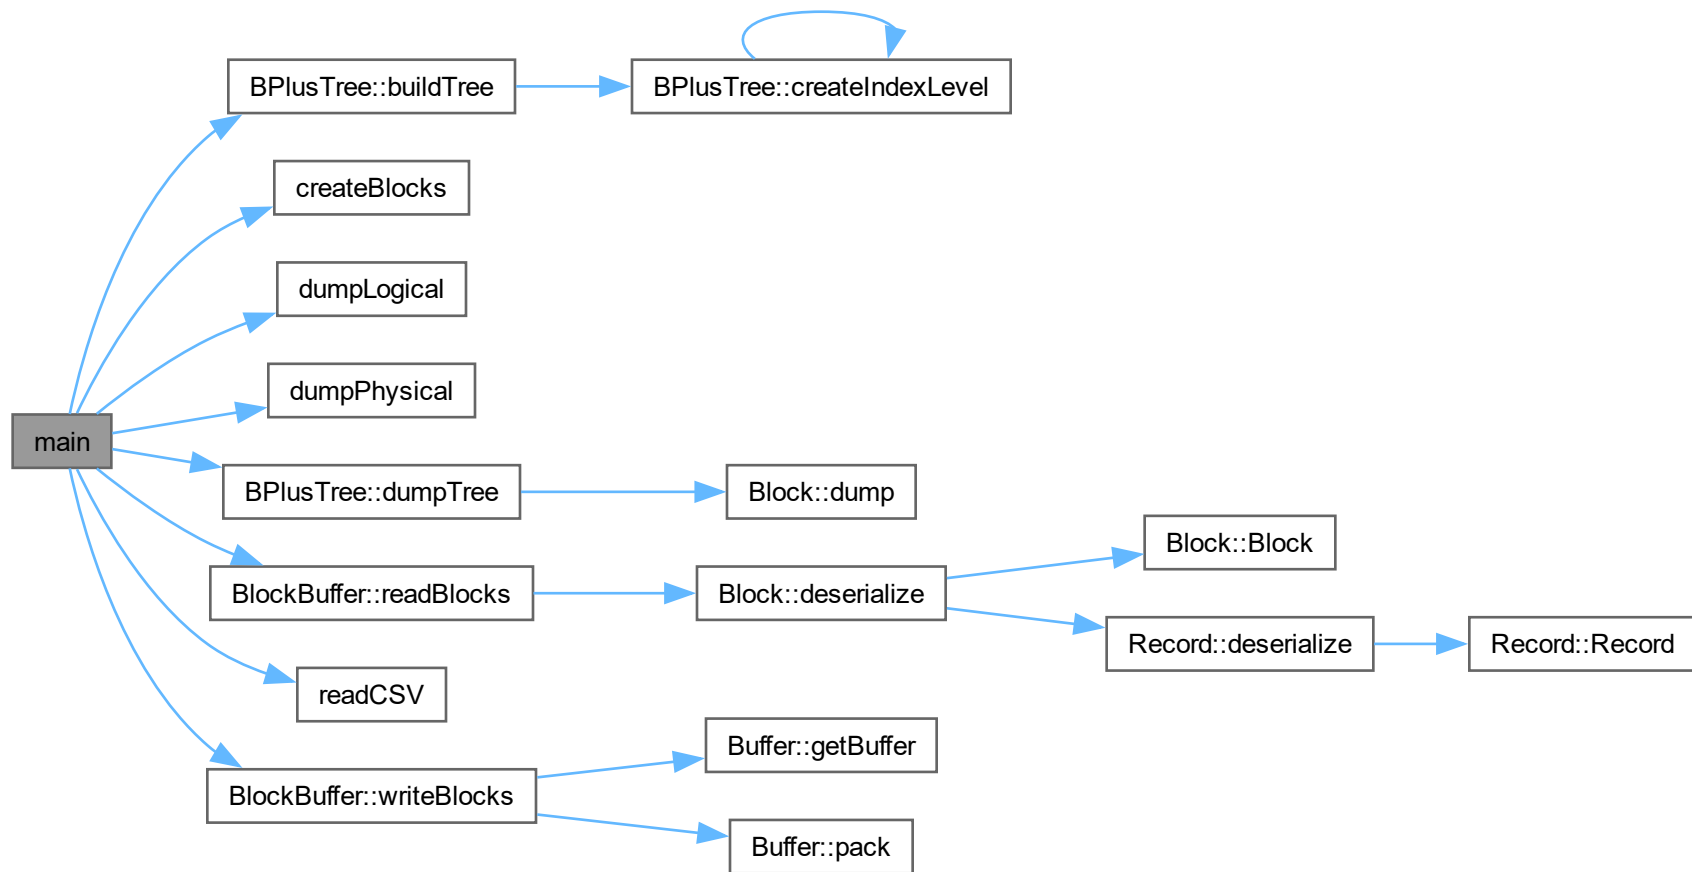 BPlusTree::buildTree
BPlusTree::createIndexLevel
createBlocks
dumpLogical
dumpPhysical
main
BPlusTree::dumpTree
Block::dump
Block::Block
BlockBuffer::readBlocks
Block::deserialize
Record::deserialize
Record::Record
readCSV
Buffer::getBuffer
BlockBuffer::writeBlocks
Buffer::pack